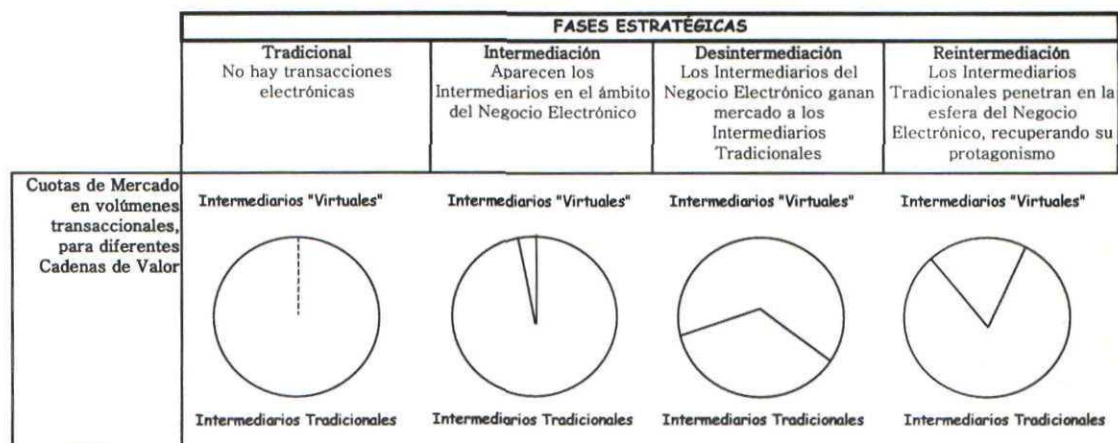 FASES ESTRATÉGICAS
Tradicional
No hay transacciones
electrónicas
Intermediación
Aparecen los
Intermediarios en el ámbito
del Negocio Electrónico
Desintermediación
Los Intermediarios del
Negocio Electrónico ganan
mercado a los
Intermediarios
Tradicionales
Reintermediación
Los Intermediarios
Tradicionales penetran en la
esfera del Negocio
Electrónico, recuperando su
protagonismo
Cuotas de Mercado
en volúmenes
transaccionales,
para diferentes
Cadenas de Valor
Intermediarios "Virtuales"
Intermediarios "Virtuales"
Intermediarios "Virtuales"
Intermediarios "Virtuales"
Intermediarios Tradicionales
Intermediarios Tradicionales
Intermediarios Tradicionales
Intermediarios Tradicionales